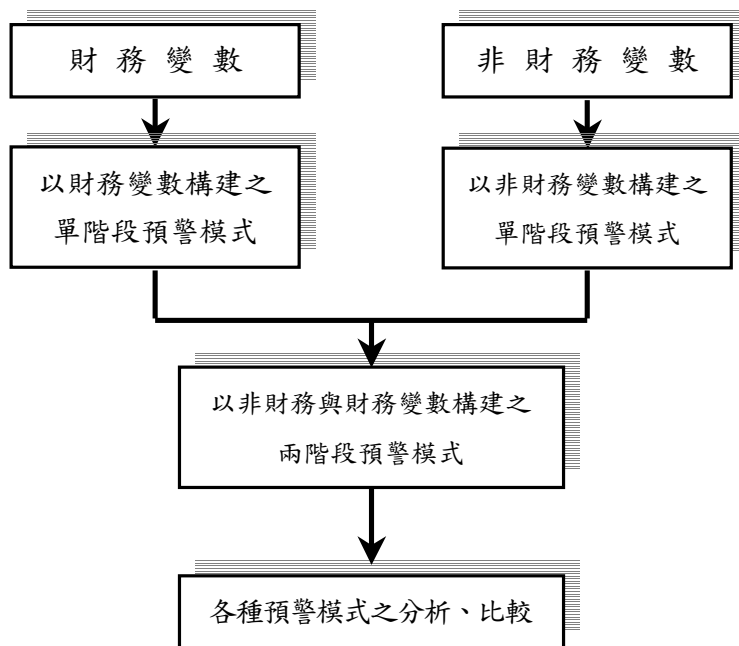 財務變數
非財務變數
以財務變數構建之
單階段預警模式
以非財務變數構建之
單階段預警模式
以非財務與財務變數構建之
兩階段預警模式
各種預警模式之分析、比較